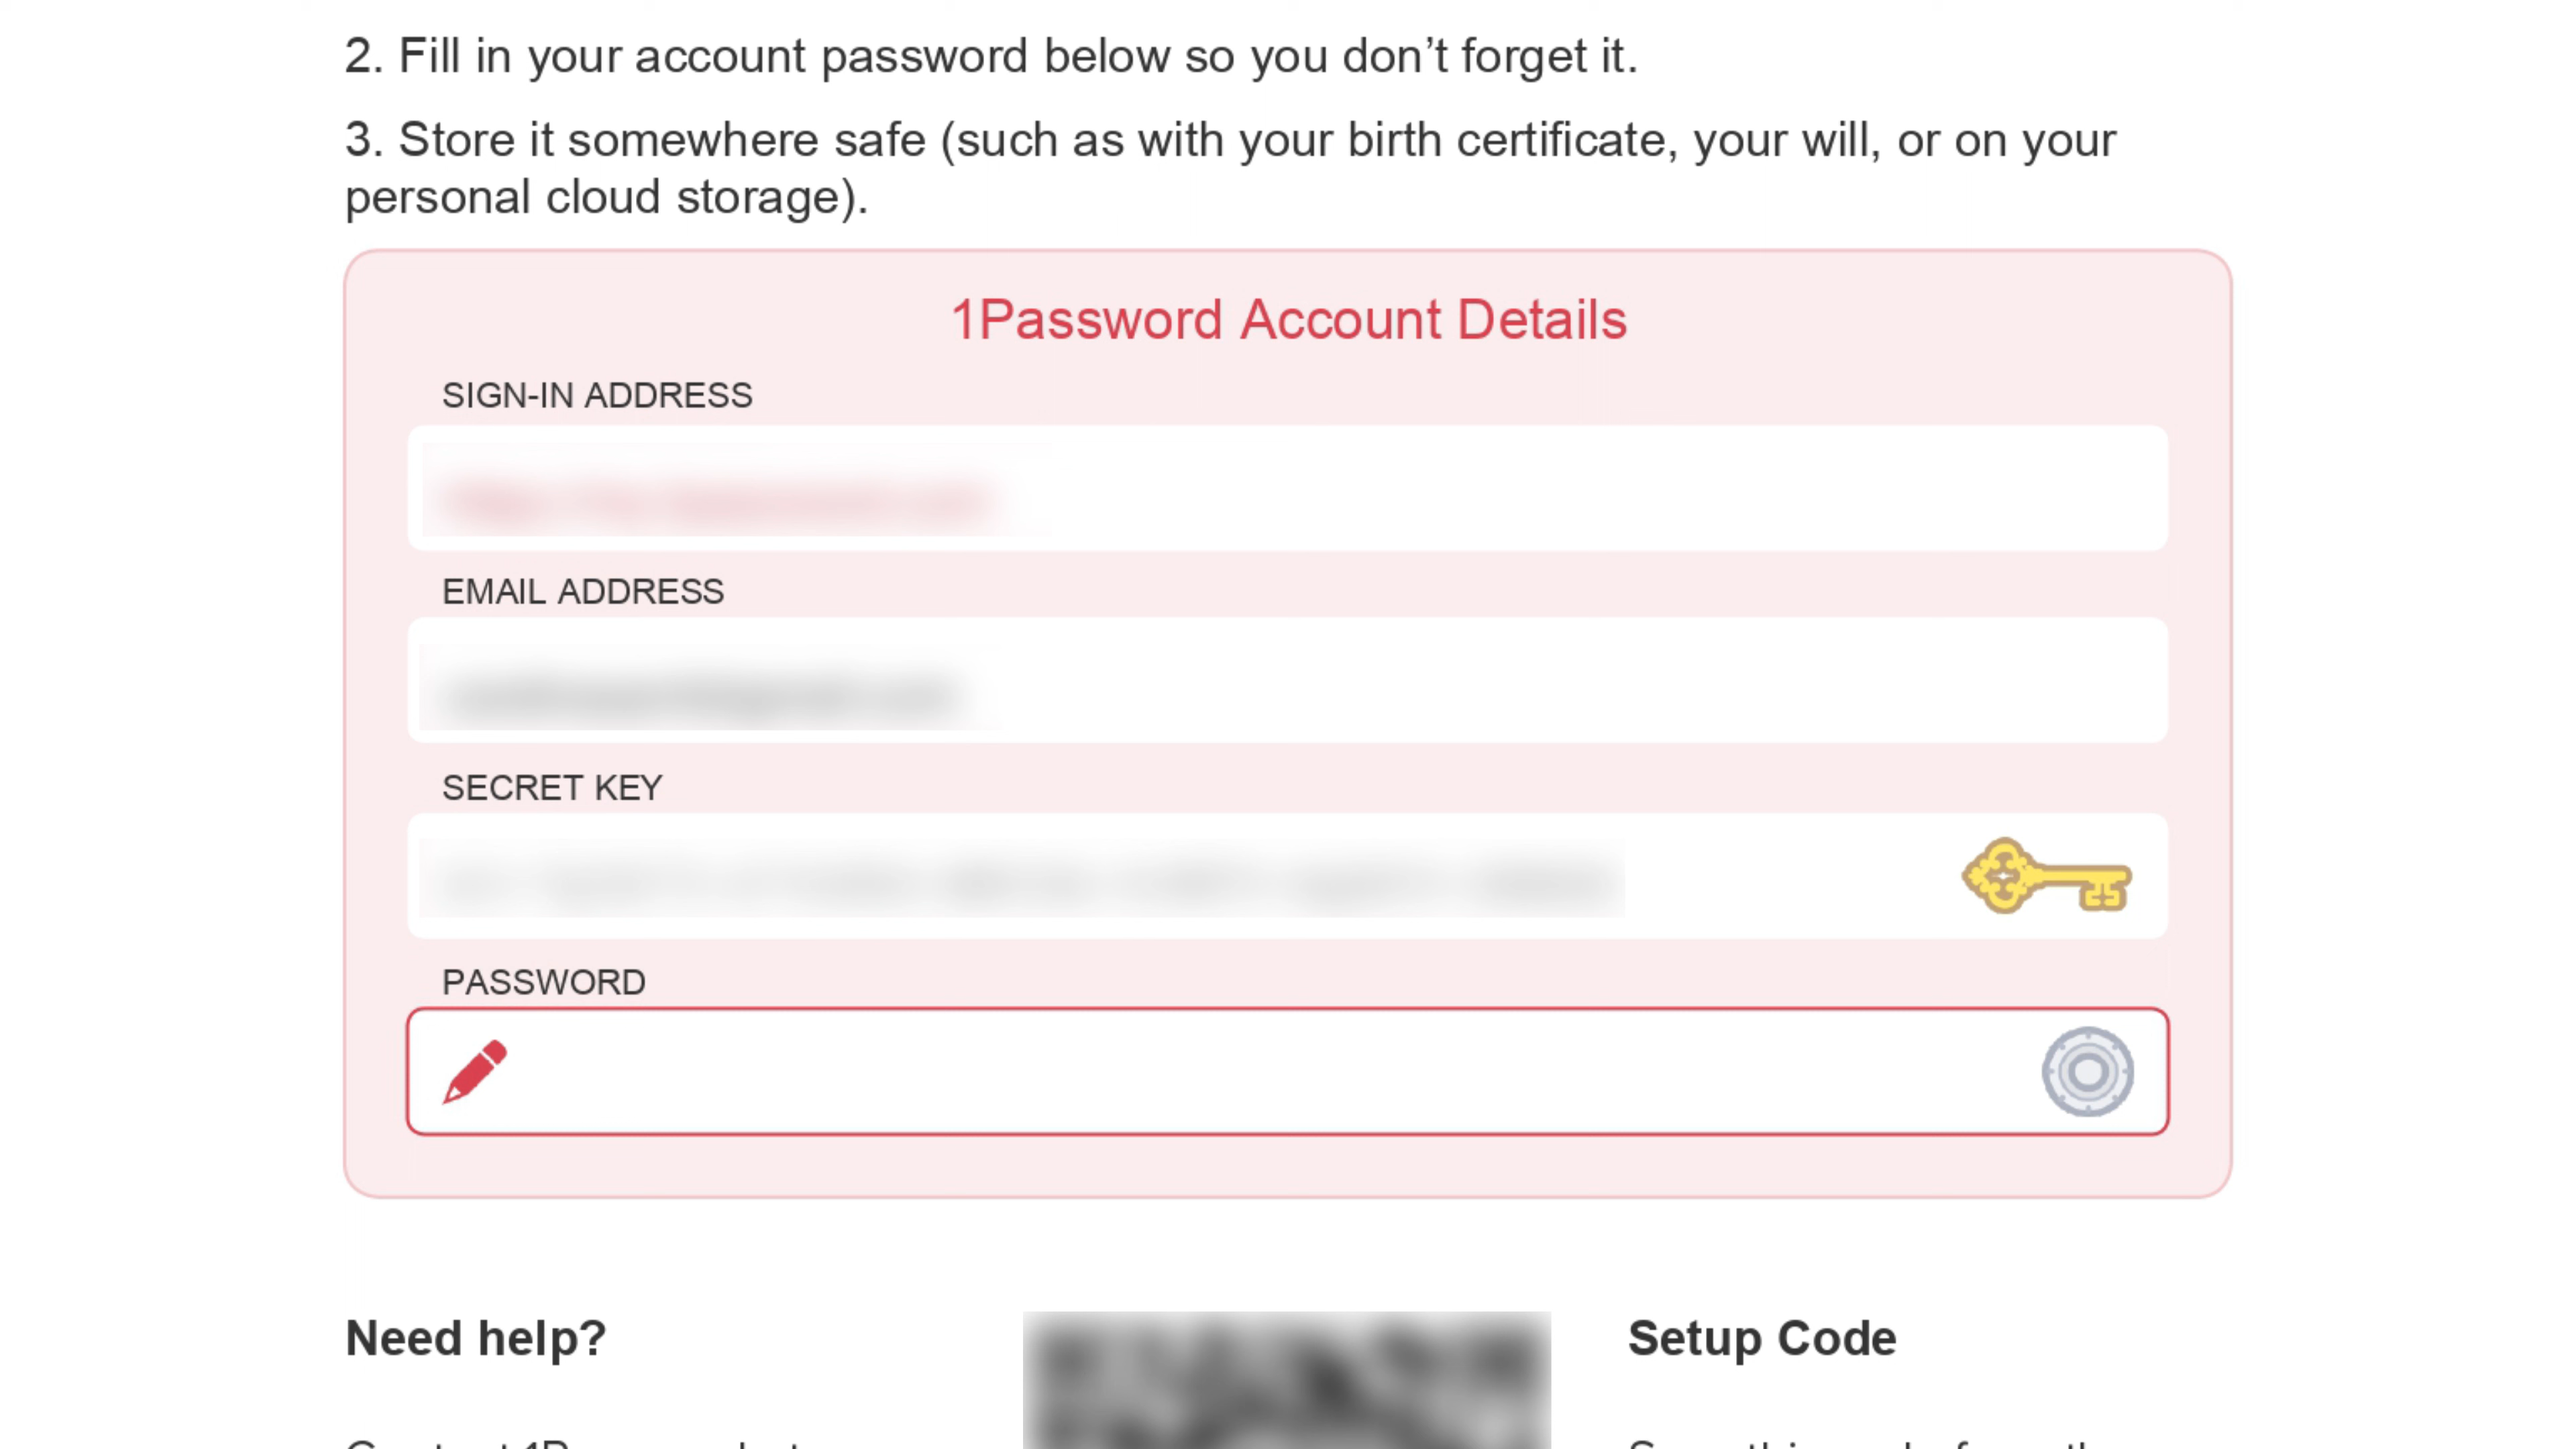 2. Fill in your account password below so you don’t forget it.
3. Store it somewhere safe (such as with your birth certificate, your will, or on your
personal cloud storage).
1Password Account Details
SIGN-IN ADDRESS
EMAIL ADDRESS
SECRET KEY
PASSWORD
Need help?
Setup Code